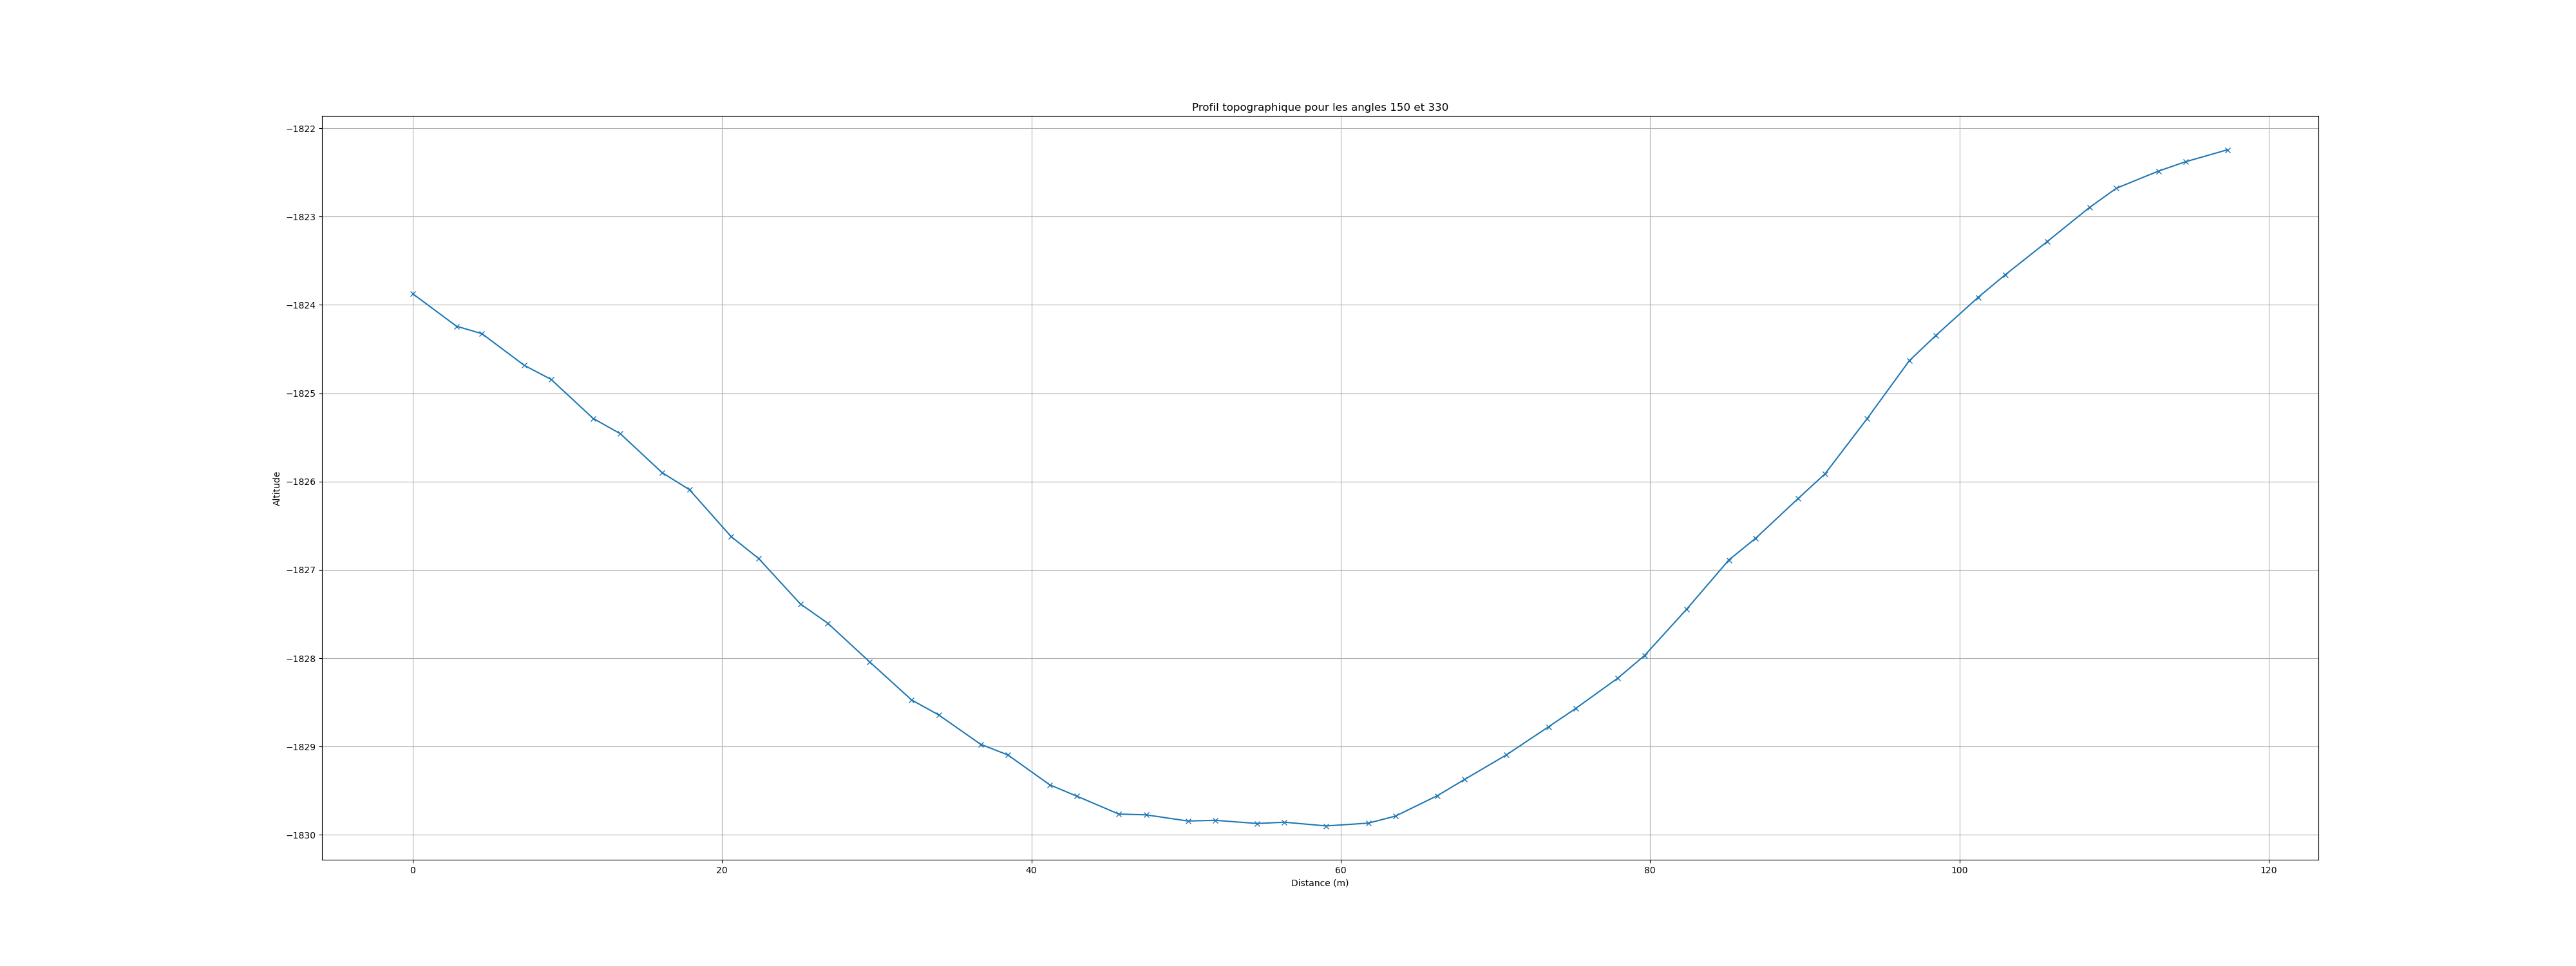 Profil topographique pour les angles 150 et 330
−1822
−1823
−1824
−1825
−1826
−1827
−1828
−1829
−1830
Altitude
0 20 40 60 80 100 120
Distance (m)